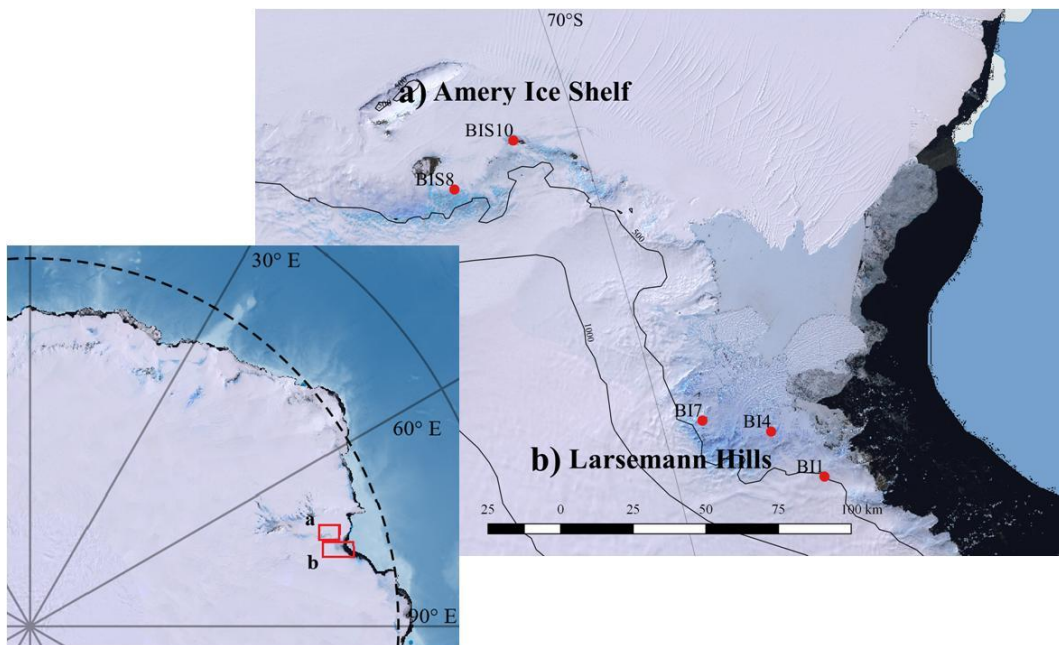 70°S
a) Amery Ice Shelf
BIS10
BIS8
500
1000
BI7
BI4
b) Larsemann Hills
BI1
25 0 25 50 75 100 km
30° E
60° E
a
b
90° E